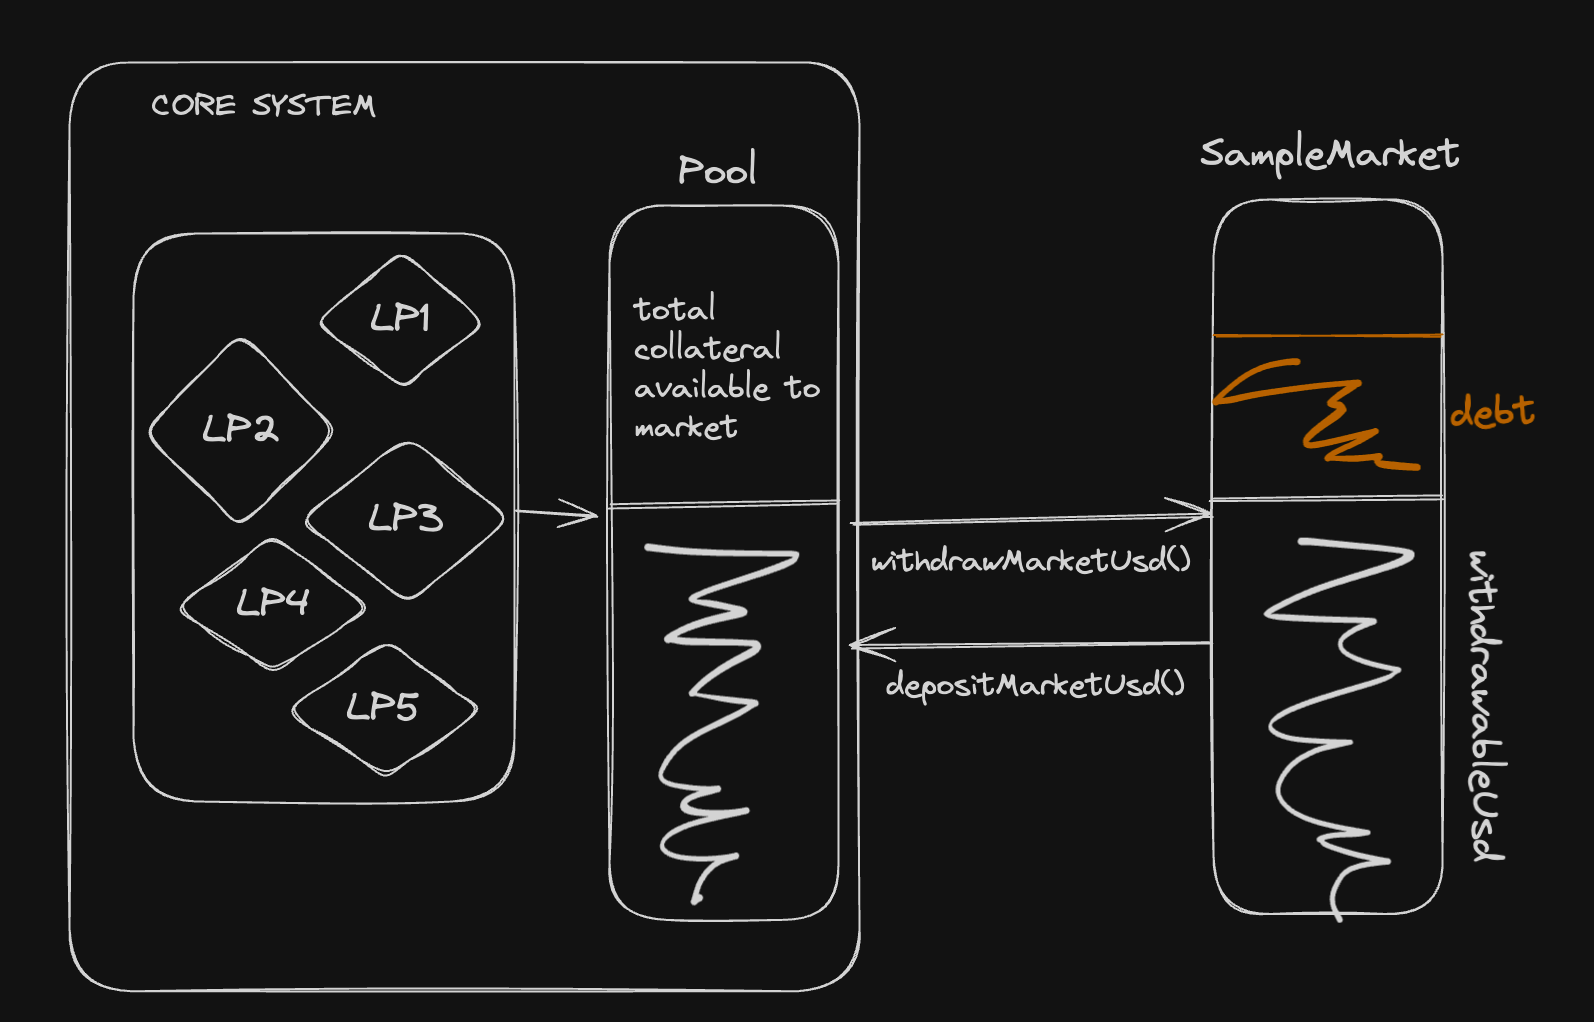 CORE SYSTEM
Pool
SampleMarket
LP1
LP2
LP3
LP4
LP5
total
collateral
available to
market
withdrawMarketUsd()
depositMarketUsd()
debt
withdrawableUsd